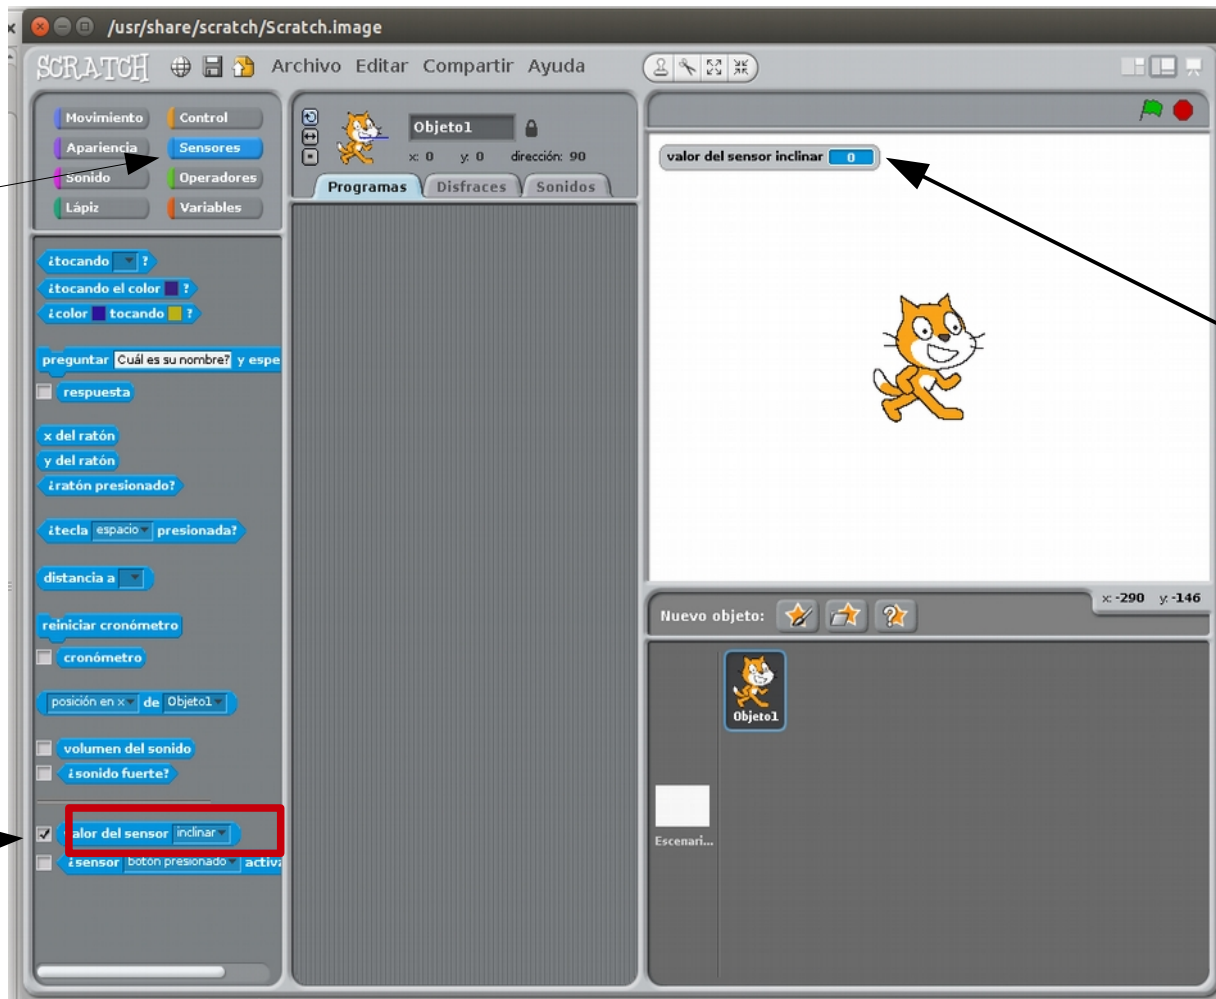 /usr/share/scratch/Scratch.image
SCRATCH Archivo Editar Compartir Ayuda
Movimiento Control
Apariencia Sensores
Sonido Operadores
Lápiz Variables
¿tocando ?
¿tocando el color ?
¿color tocando ?
preguntar Cuál es su nombre? y espe
respuesta
x del ratón
y del ratón
¿ratón presionado?
¿tecla espacio presionada?
distancia a
reiniciar cronómetro
cronómetro
posición en x de Objeto1
volumen del sonido
¿sonido fuerte?
valor del sensor inclinar
¿sensor botón presionado activa
Objeto1
x: 0 y: 0 dirección: 90
Programas Disfraces Sonidos
valor del sensor inclinar 0
x: -290 y: -146
Nuevo objeto:
Objeto1
Escenari...